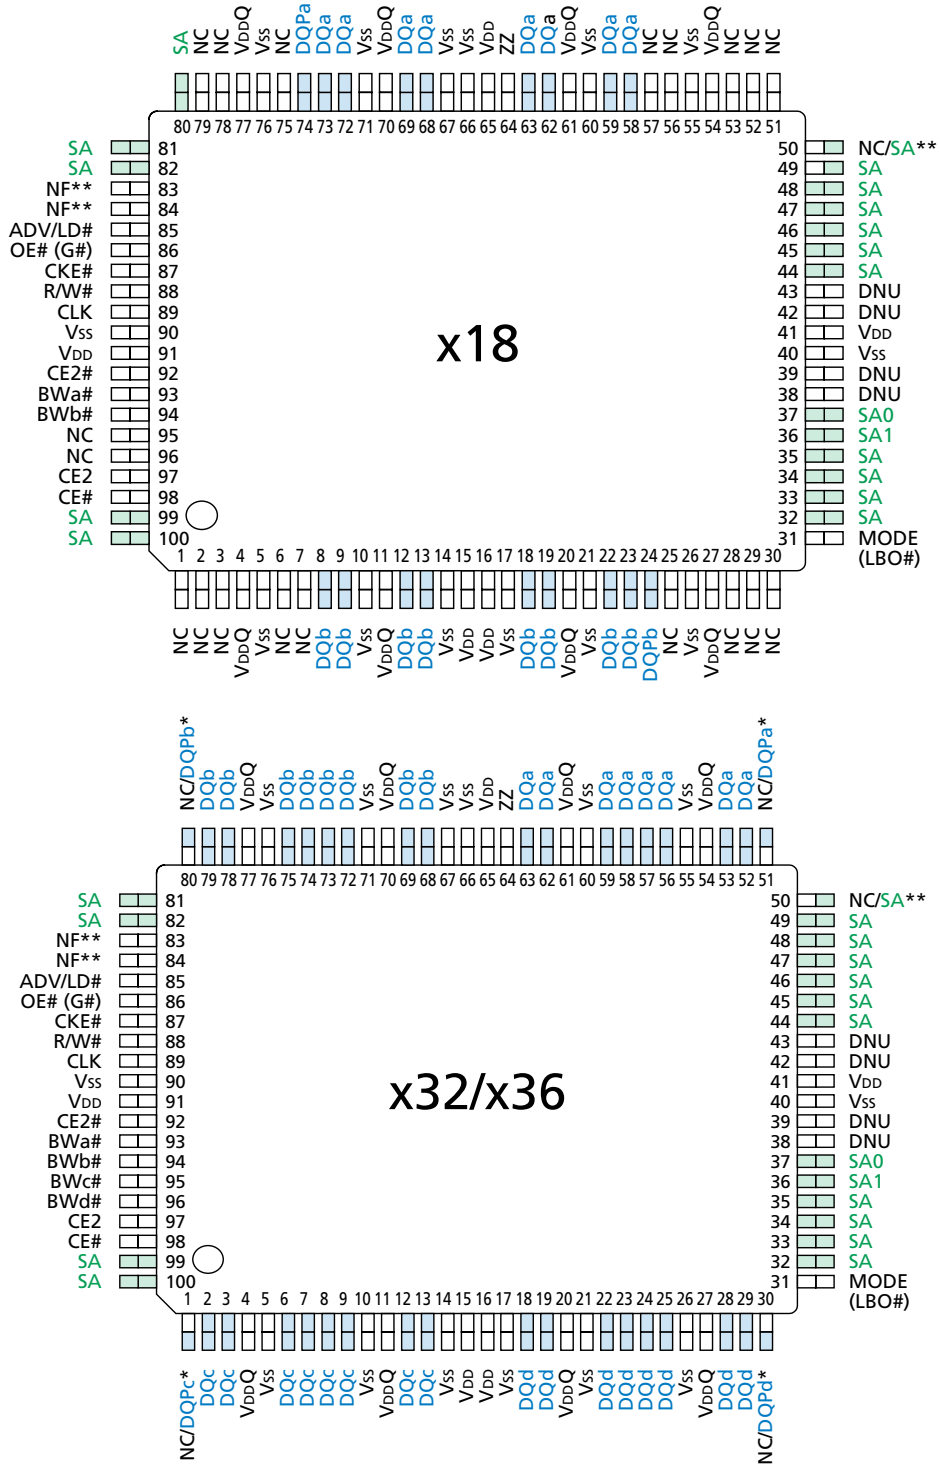 SA NC NC VDDQ VSS NC DQPa DQa DQa VSS VDDQ DQa DQa VSS VSS VDD ZZ DQa DQa VDDQ VSS DQa DQa NC NC VSS VDDQ NC NC NC
80 79 78 77 76 75 74 73 72 71 70 69 68 67 66 65 64 63 62 61 60 59 58 57 56 55 54 53 52 51
SA 81 50 NC/SA**
SA 82 49 SA
NF** 83 48 SA
NF** 84 47 SA
ADV/LD# 85 46 SA
OE# (G#) 86 45 SA
CKE# 87 44 SA
R/W# 88 43 DNU
CLK 89 42 DNU
VSS 90 41 VDD
x18
VDD 91 40 VSS
CE2# 92 39 DNU
BWa# 93 38 DNU
BWb# 94 37 SA0
NC 95 36 SA1
NC 96 35 SA
CE2 97 34 SA
CE# 98 33 SA
SA 99 32 SA
SA 100 31 MODE
(LBO#)
1 2 3 4 5 6 7 8 9 10 11 12 13 14 15 16 17 18 19 20 21 22 23 24 25 26 27 28 29 30
NC NC NC VDDQ VSS NC NC DQb DQb VSS VDDQ DQb DQb VSS VDD VDD VSS DQb DQb VDDQ VSS DQb DQb DQPb NC VSS VDDQ NC NC NC
NC/DQPb* DQb DQb VDDQ VSS DQb DQb DQb DQb VSS VDDQ DQb DQb VSS VSS VDD ZZ DQa DQa VDDQ VSS DQa DQa DQa DQa VSS VDDQ DQa DQa NC/DQPa*
80 79 78 77 76 75 74 73 72 71 70 69 68 67 66 65 64 63 62 61 60 59 58 57 56 55 54 53 52 51
SA 81 50 NC/SA**
SA 82 49 SA
NF** 83 48 SA
NF** 84 47 SA
ADV/LD# 85 46 SA
OE# (G#) 86 45 SA
CKE# 87 44 SA
R/W# 88 43 DNU
CLK 89 42 DNU
VSS 90 41 VDD
x32/x36
VDD 91 40 VSS
CE2# 92 39 DNU
BWa# 93 38 DNU
BWb# 94 37 SA0
BWc# 95 36 SA1
BWd# 96 35 SA
CE2 97 34 SA
CE# 98 33 SA
SA 99 32 SA
SA 100 31 MODE
(LBO#)
1 2 3 4 5 6 7 8 9 10 11 12 13 14 15 16 17 18 19 20 21 22 23 24 25 26 27 28 29 30
NC/DQPc* DQc DQc VDDQ VSS DQc DQc DQc DQc VSS VDDQ DQc DQc VSS VDD VDD VSS DQd DQd VDDQ VSS DQd DQd DQd DQd VSS VDDQ DQd DQd NC/DQPd*